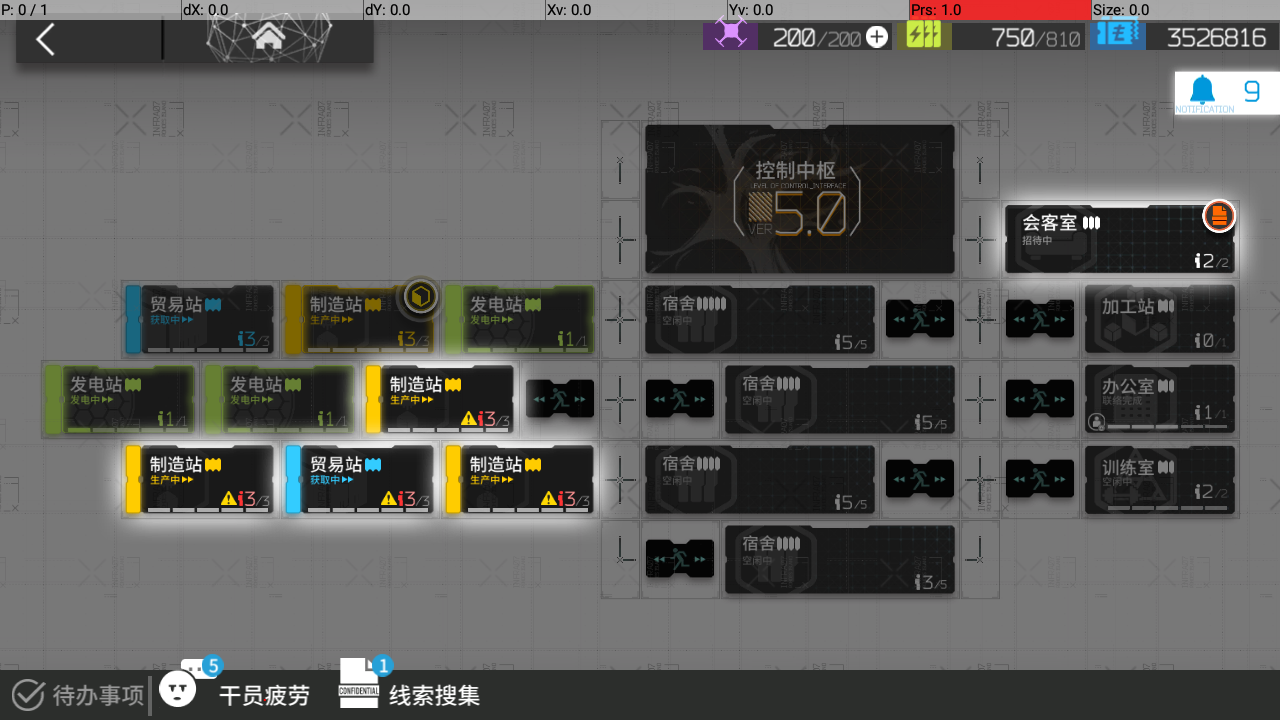 P: 0 / 1 dX: 0.0 dY: 0.0 Xv: 0.0 Yv: 0.0 Prs: 1.0 Size: 0.0
200/200 750/810 3526816
9
NOTIFICATION
控制中枢
LEVEL OF CONTROL_INTERFACE
VER 5.0
会客室
招待中
2/2
贸易站
获取中
3/3
制造站
生产中
3/3
发电站
发电中
1/1
宿舍
空闲中
5/5
加工站
0/1
发电站
发电中
1/1
发电站
发电中
1/1
制造站
生产中
3/3
宿舍
空闲中
5/5
办公室
联络完成
1/1
制造站
生产中
3/3
贸易站
获取中
3/3
制造站
生产中
3/3
宿舍
空闲中
5/5
训练室
空闲中
2/2
宿舍
空闲中
3/5
待办事项
5
干员疲劳
CONFIDENTIAL
1
线索搜集